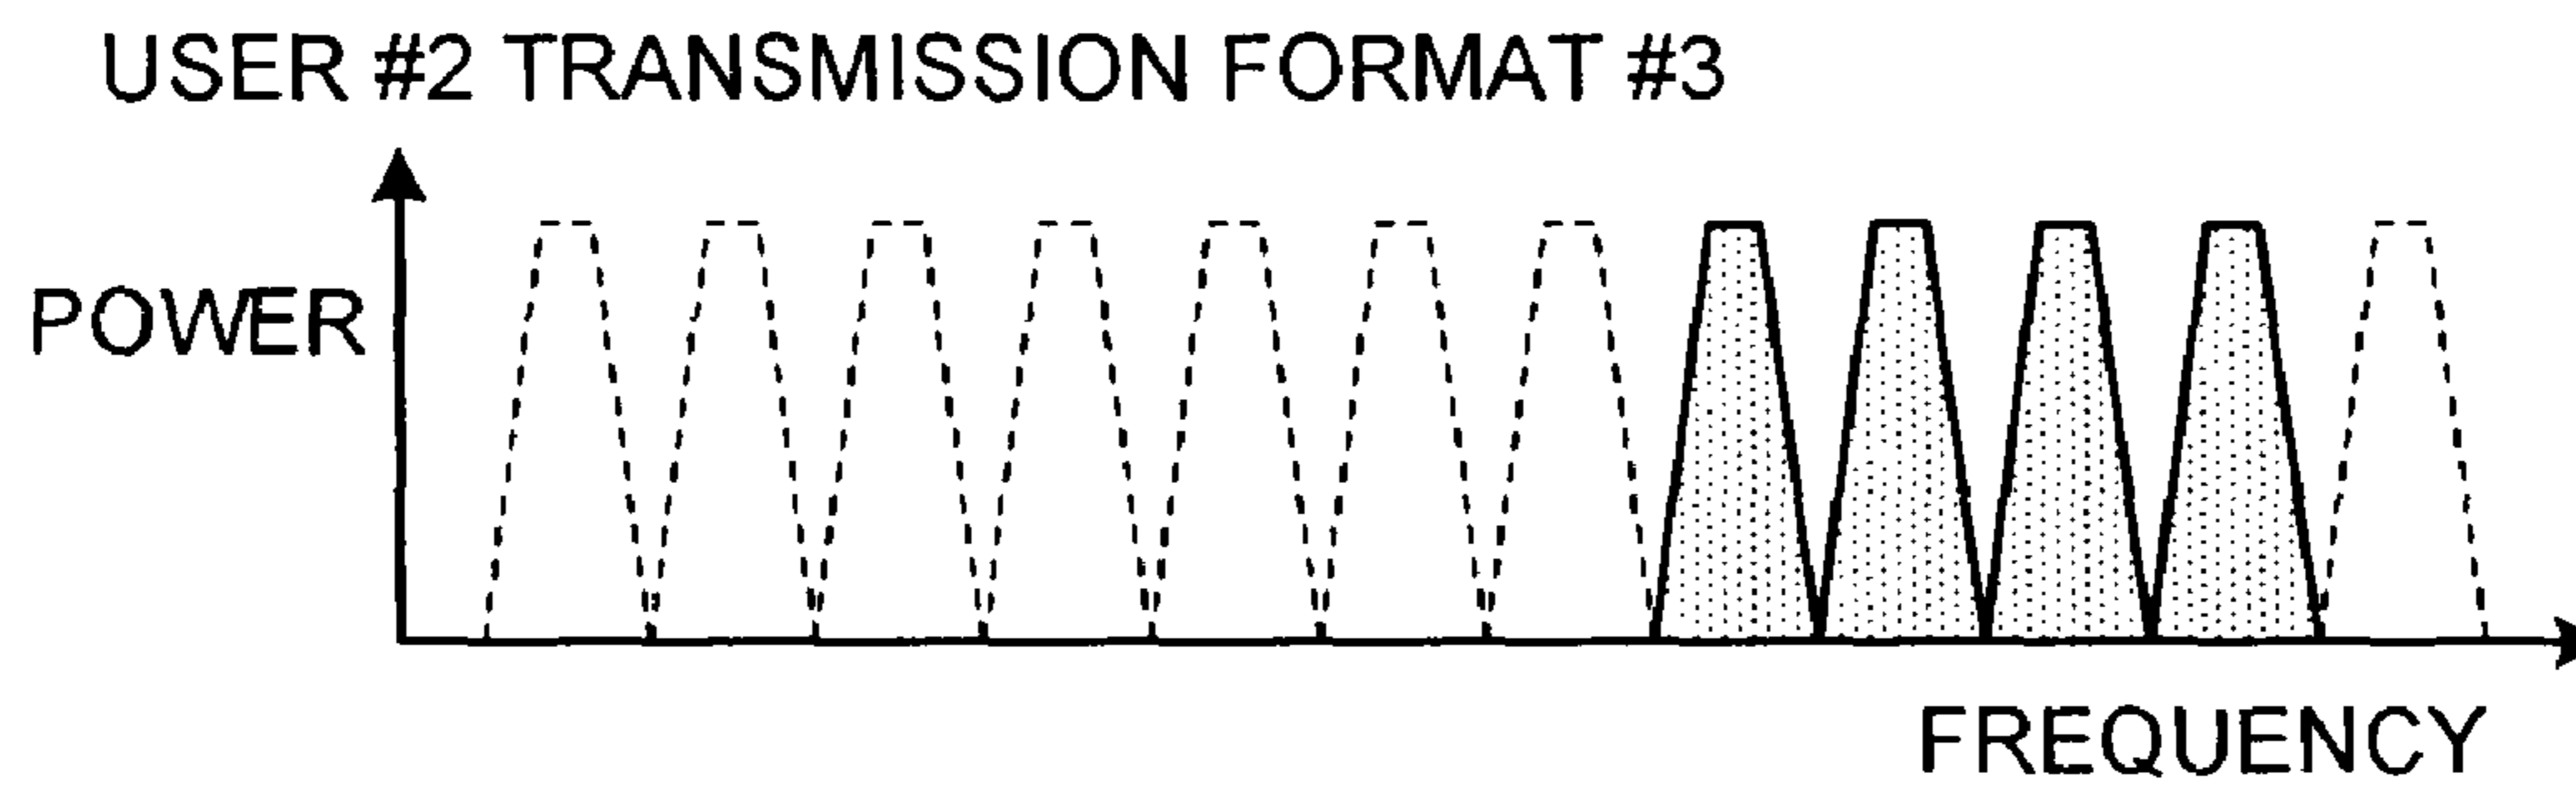 USER #2 TRANSMISSION FORMAT #3
POWER
FREQUENCY